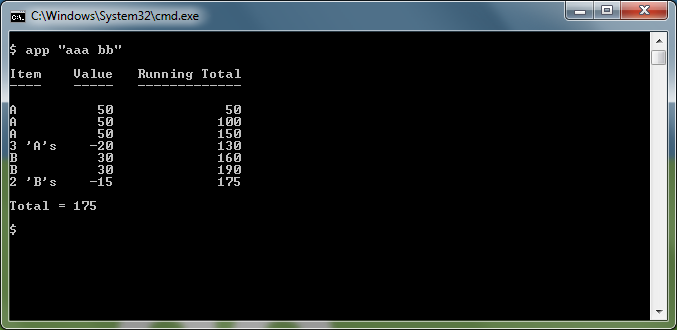 C:\Windows\System32\cmd.exe
$ app "aaa bb"
Item    Value   Running Total
----    -----   -------------
A          50              50
A          50             100
A          50             150
3 'A's    -20             130
B          30             160
B          30             190
2 'B's    -15             175
Total = 175
$